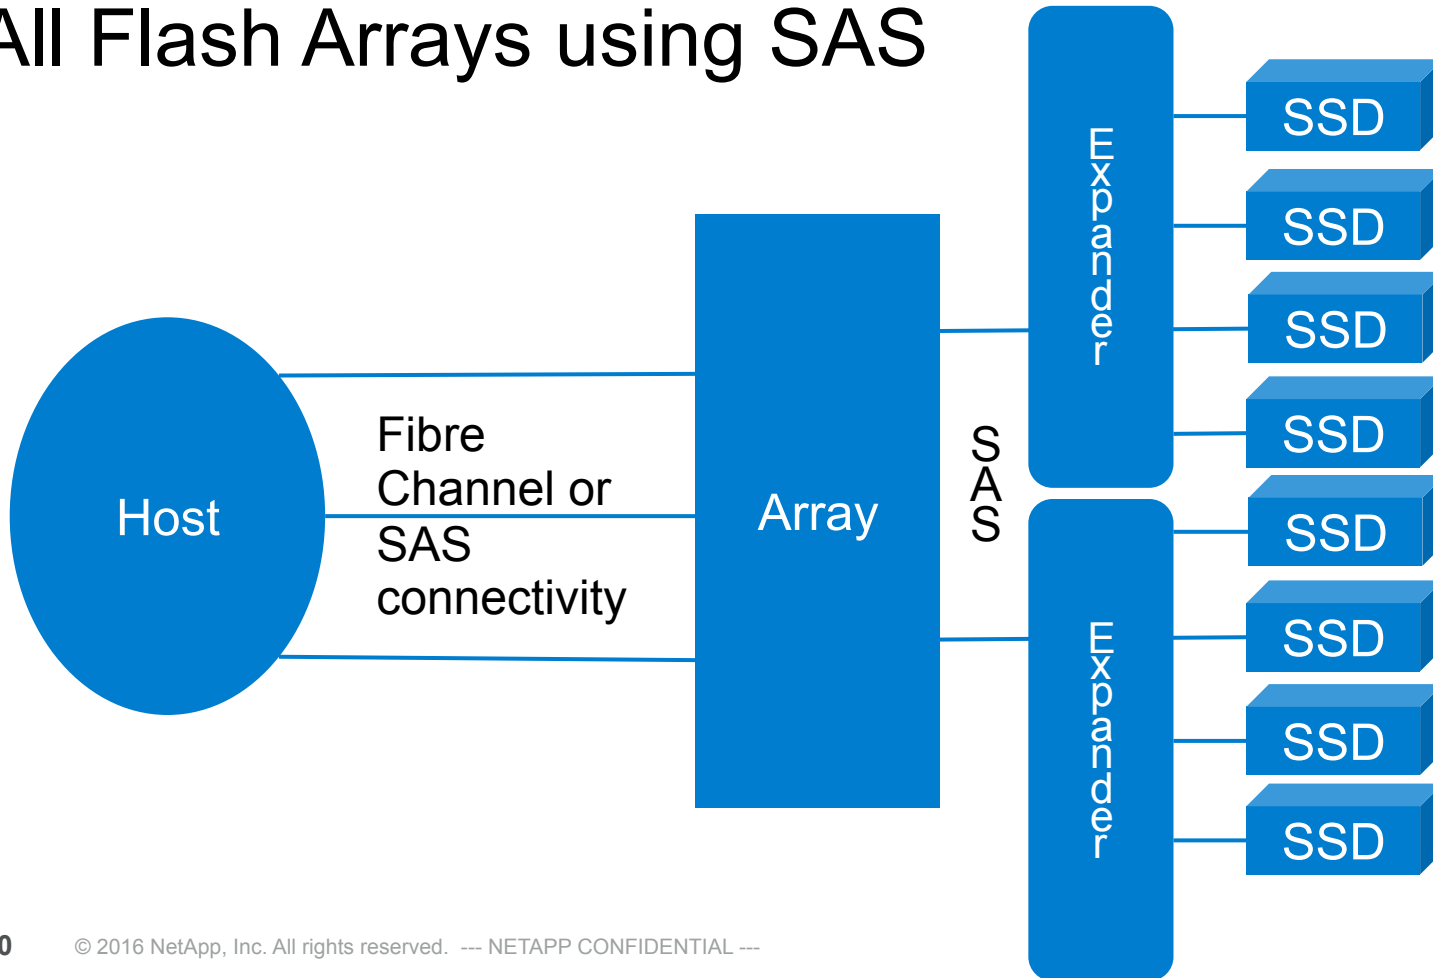 All Flash Arrays using SAS
Host
Fibre
Channel or
SAS
connectivity
Array
SAS
Expander
Expander
SSD
SSD
SSD
SSD
SSD
SSD
SSD
SSD
0 © 2016 NetApp, Inc. All rights reserved. --- NETAPP CONFIDENTIAL ---